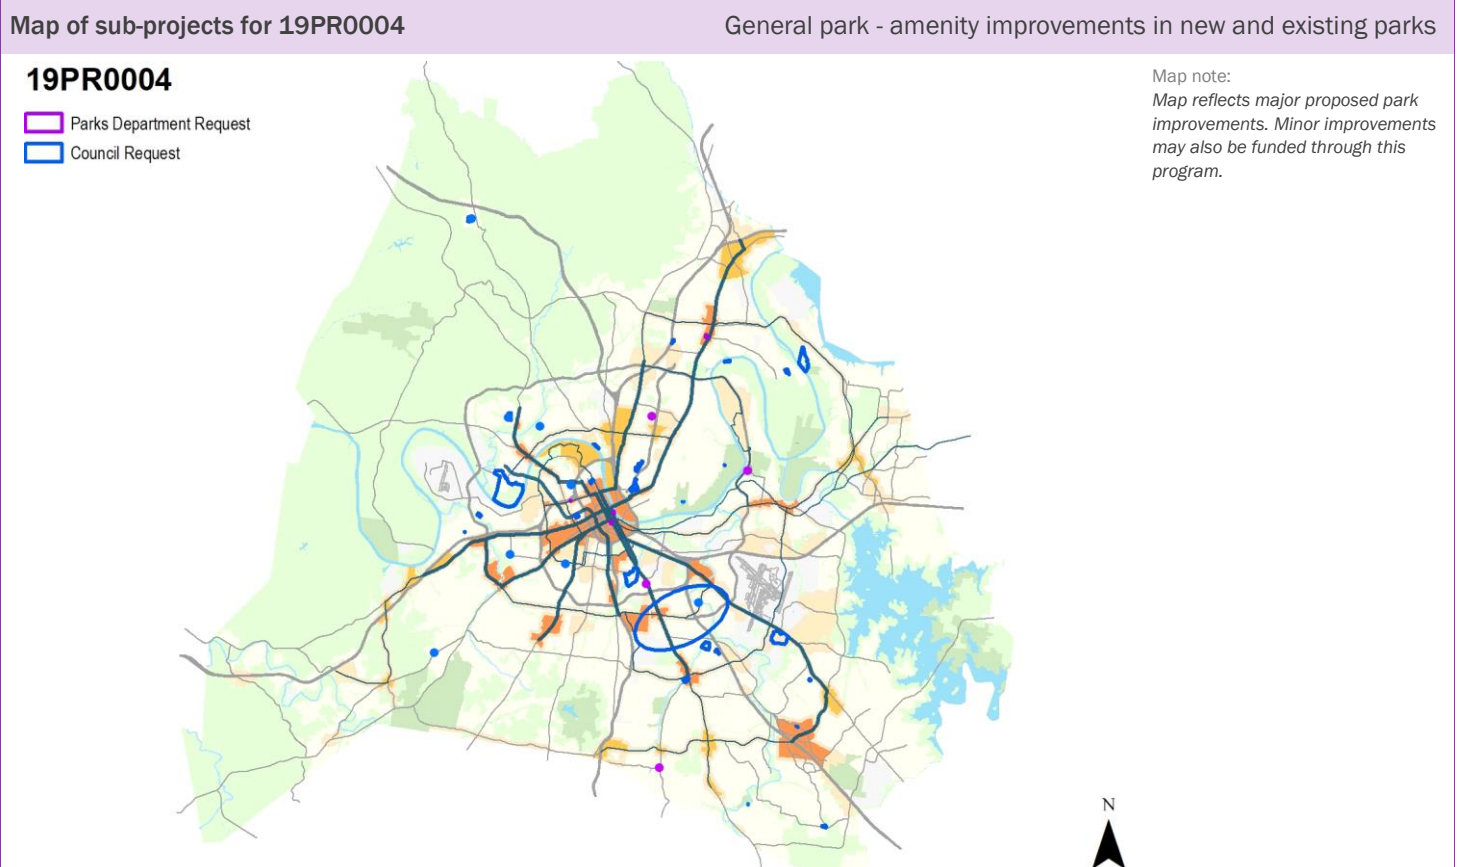 Map of sub-projects for 19PR0004
General park - amenity improvements in new and existing parks
19PR0004
Parks Department Request
Council Request
Map note:
Map reflects major proposed park
improvements. Minor improvements
may also be funded through this
program.
N